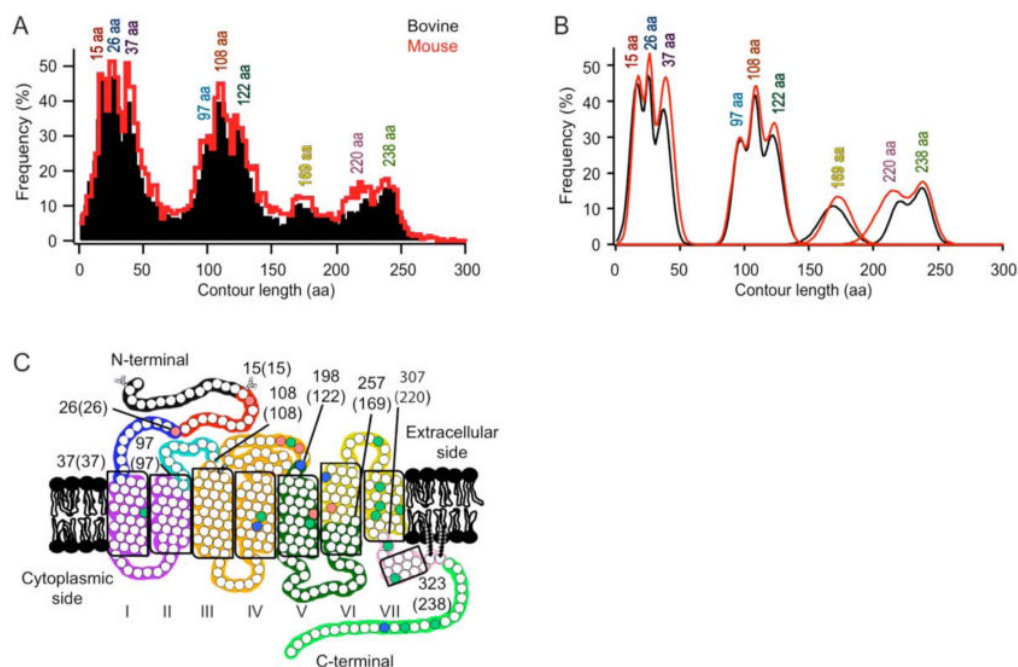 A
Bovine
Mouse
15 aa
26 aa
37 aa
97 aa
108 aa
122 aa
169 aa
220 aa
238 aa
Frequency (%)
50
40
30
20
10
0
0 50 100 150 200 250 300
Contour length (aa)
B
15 aa
26 aa
37 aa
97 aa
108 aa
122 aa
169 aa
220 aa
238 aa
Frequency (%)
50
40
30
20
10
0
0 50 100 150 200 250 300
Contour length (aa)
C
N-terminal
15(15)
108
(108)
198
(122)
257
(169)
307
(220)
26(26)
97
(97)
37(37)
Extracellular
side
Cytoplasmic
side
323
(238)
I II III IV V VI VII
C-terminal